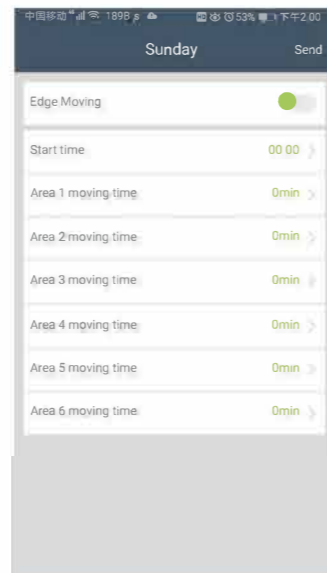 中国移动 189B/s 53% 下午2:00
Sunday Send
Edge Moving
Start time 00 00
Area 1 moving time 0min
Area 2 moving time 0min
Area 3 moving time 0min
Area 4 moving time 0min
Area 5 moving time 0min
Area 6 moving time 0min